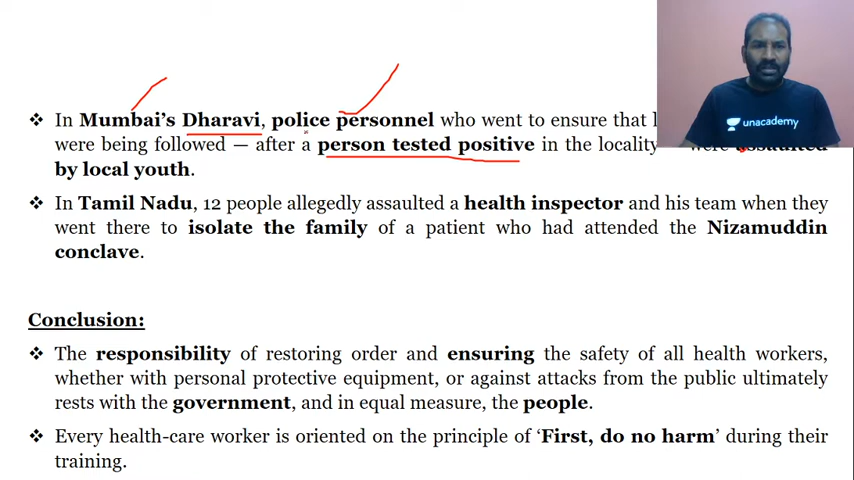 ❖ In Mumbai's Dharavi, police personnel who went to ensure that
unacademy
were being followed — after a person tested positive in the locality were assaulted
by local youth.
❖ In Tamil Nadu, 12 people allegedly assaulted a health inspector and his team when they
went there to isolate the family of a patient who had attended the Nizamuddin
conclave.
Conclusion:
❖ The responsibility of restoring order and ensuring the safety of all health workers,
whether with personal protective equipment, or against attacks from the public ultimately
rests with the government, and in equal measure, the people.
❖ Every health-care worker is oriented on the principle of 'First, do no harm' during their
training.